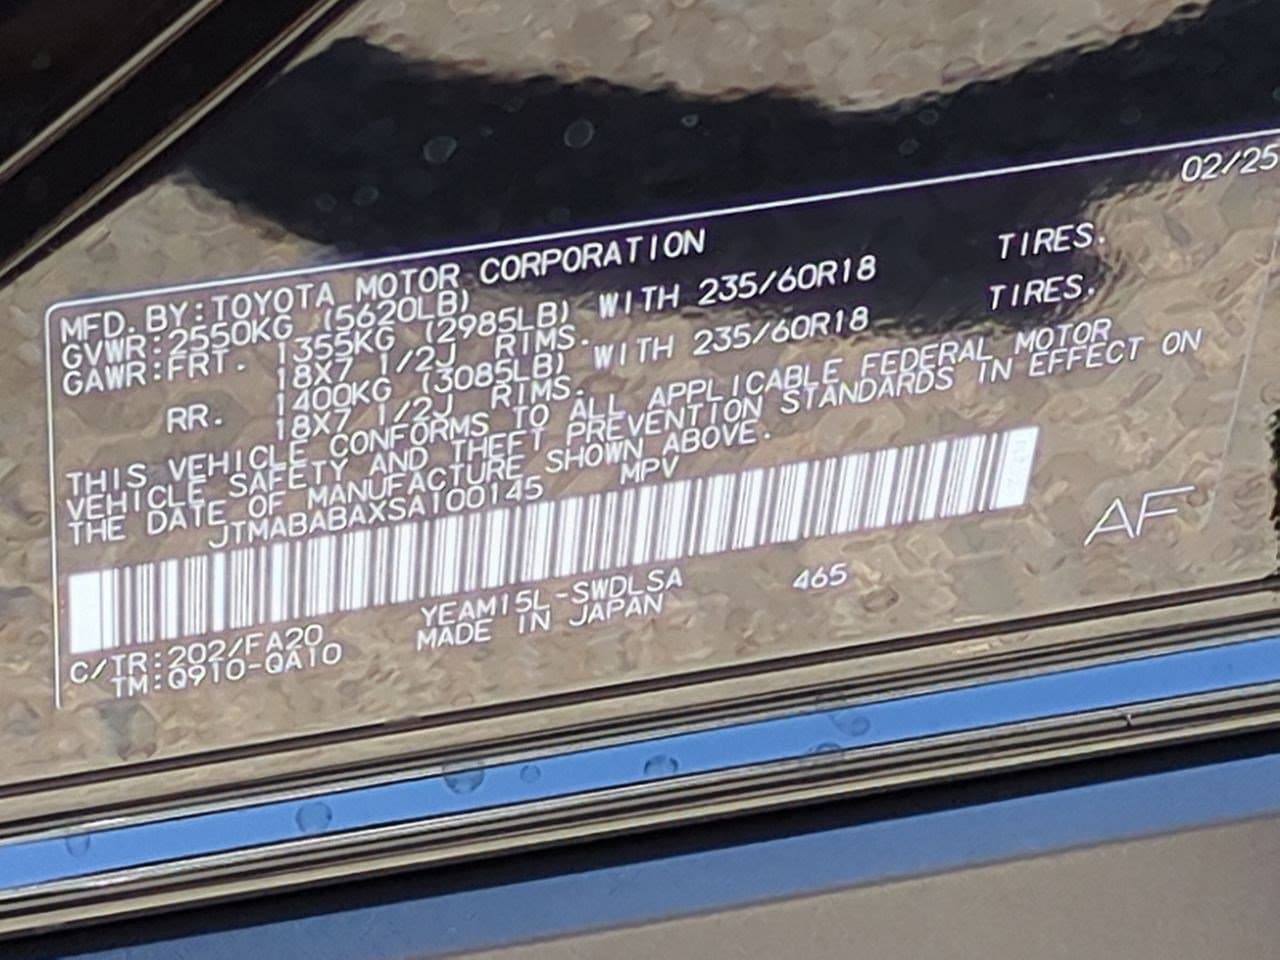 02/25
MFD. BY:TOYOTA MOTOR CORPORATION
GVWR:2550KG (5620LB)
GAWR:FRT. 1355KG (2985LB) WITH 235/60R18 TIRES.
18X7 1/2J RIMS.
RR. 1400KG (3085LB) WITH 235/60R18 TIRES.
18X7 1/2J RIMS.
THIS VEHICLE CONFORMS TO ALL APPLICABLE FEDERAL MOTOR
VEHICLE SAFETY AND THEFT PREVENTION STANDARDS IN EFFECT ON
THE DATE OF MANUFACTURE SHOWN ABOVE.
JTMABABAXSA100145 MPV
C/TR:202/FA20 YEAM15L-SWDLSA 465
TM:Q910-QA10 MADE IN JAPAN
AF